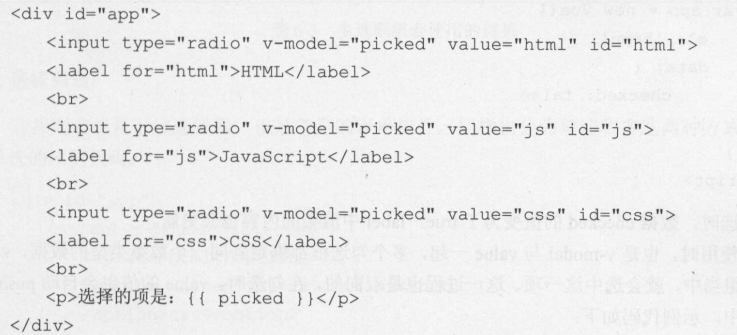 <div id="app">
    <input type="radio" v-model="picked" value="html" id="html">
    <label for="html">HTML</label>
    <br>
    <input type="radio" v-model="picked" value="js" id="js">
    <label for="js">JavaScript</label>
    <br>
    <input type="radio" v-model="picked" value="css" id="css">
    <label for="css">CSS</label>
    <br>
    <p>选择的项是：{{ picked }}</p>
</div>